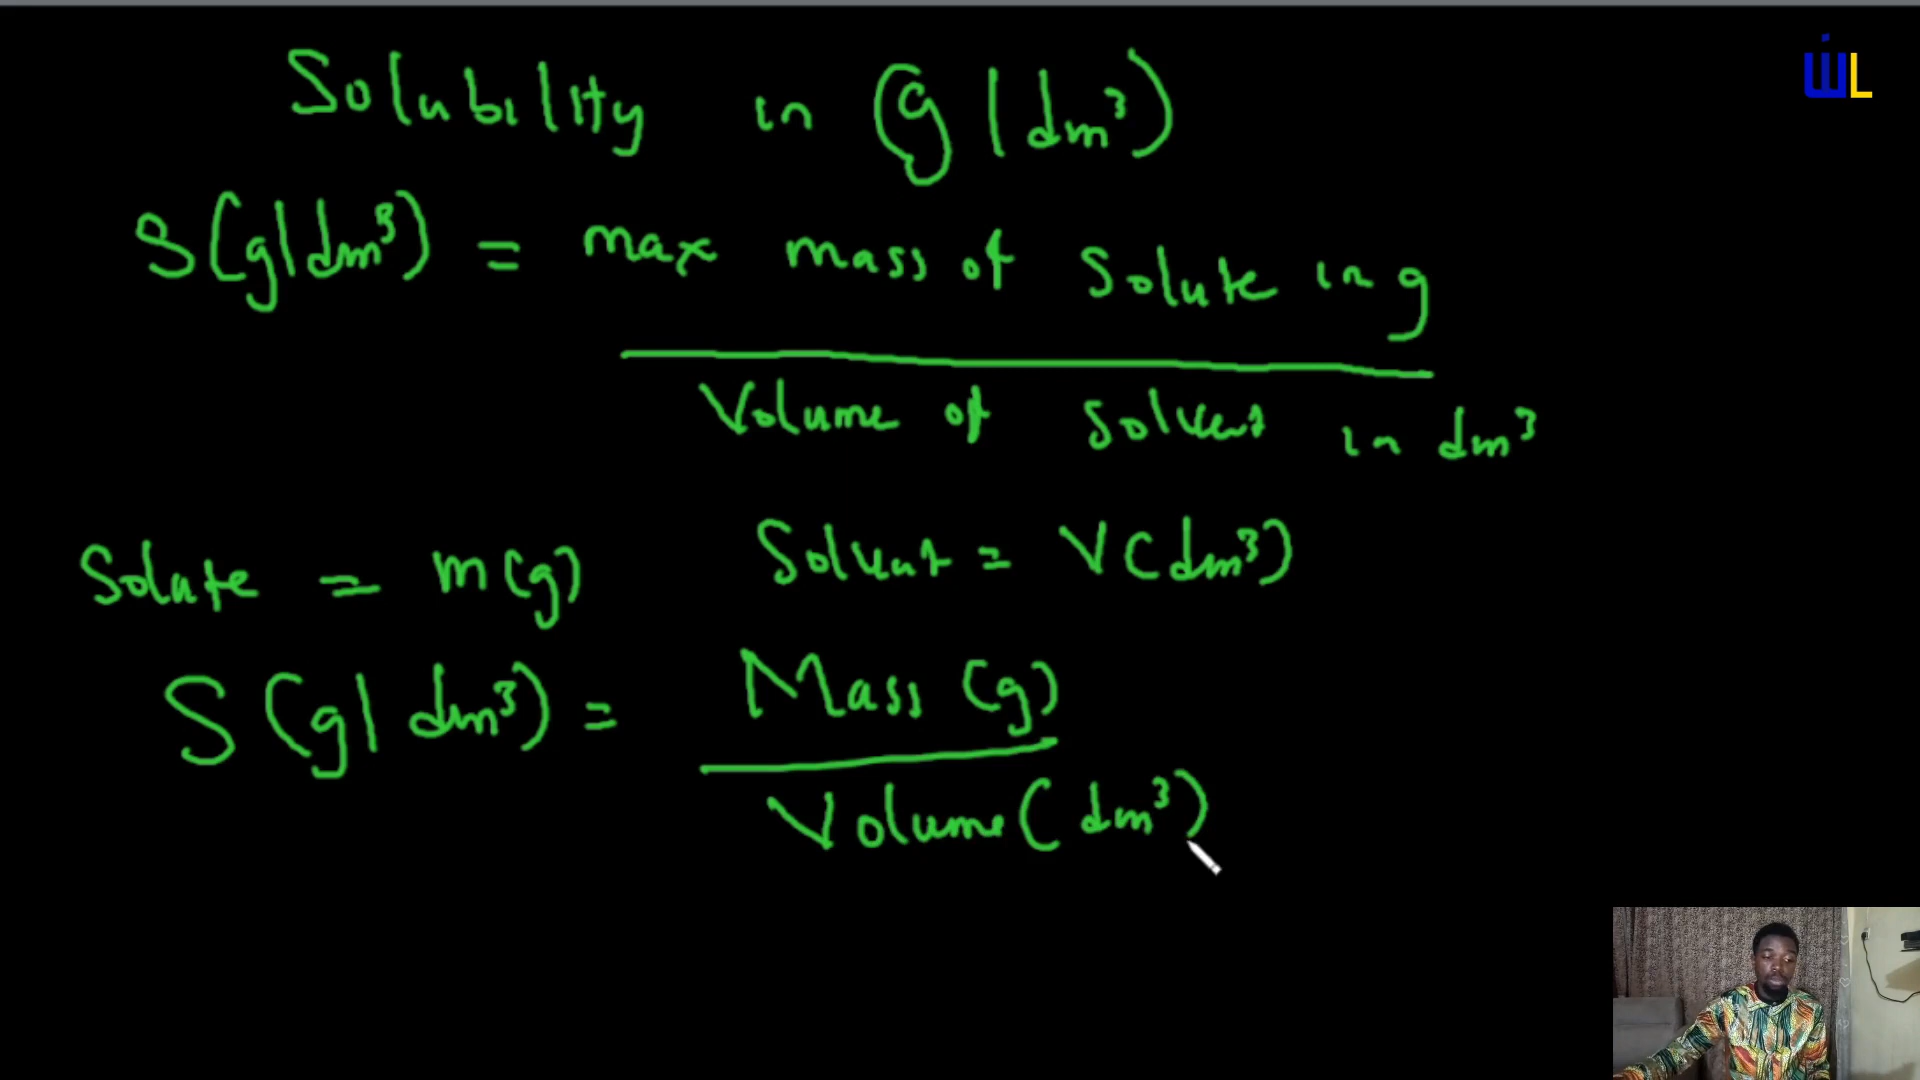 Solubility in (g/dm³)
WL
S(g/dm³) = max mass of solute in g
Volume of solvent in dm³
Solute = m(g) Solvent = V(dm³)
S(g/dm³) = Mass (g)
Volume(dm³)